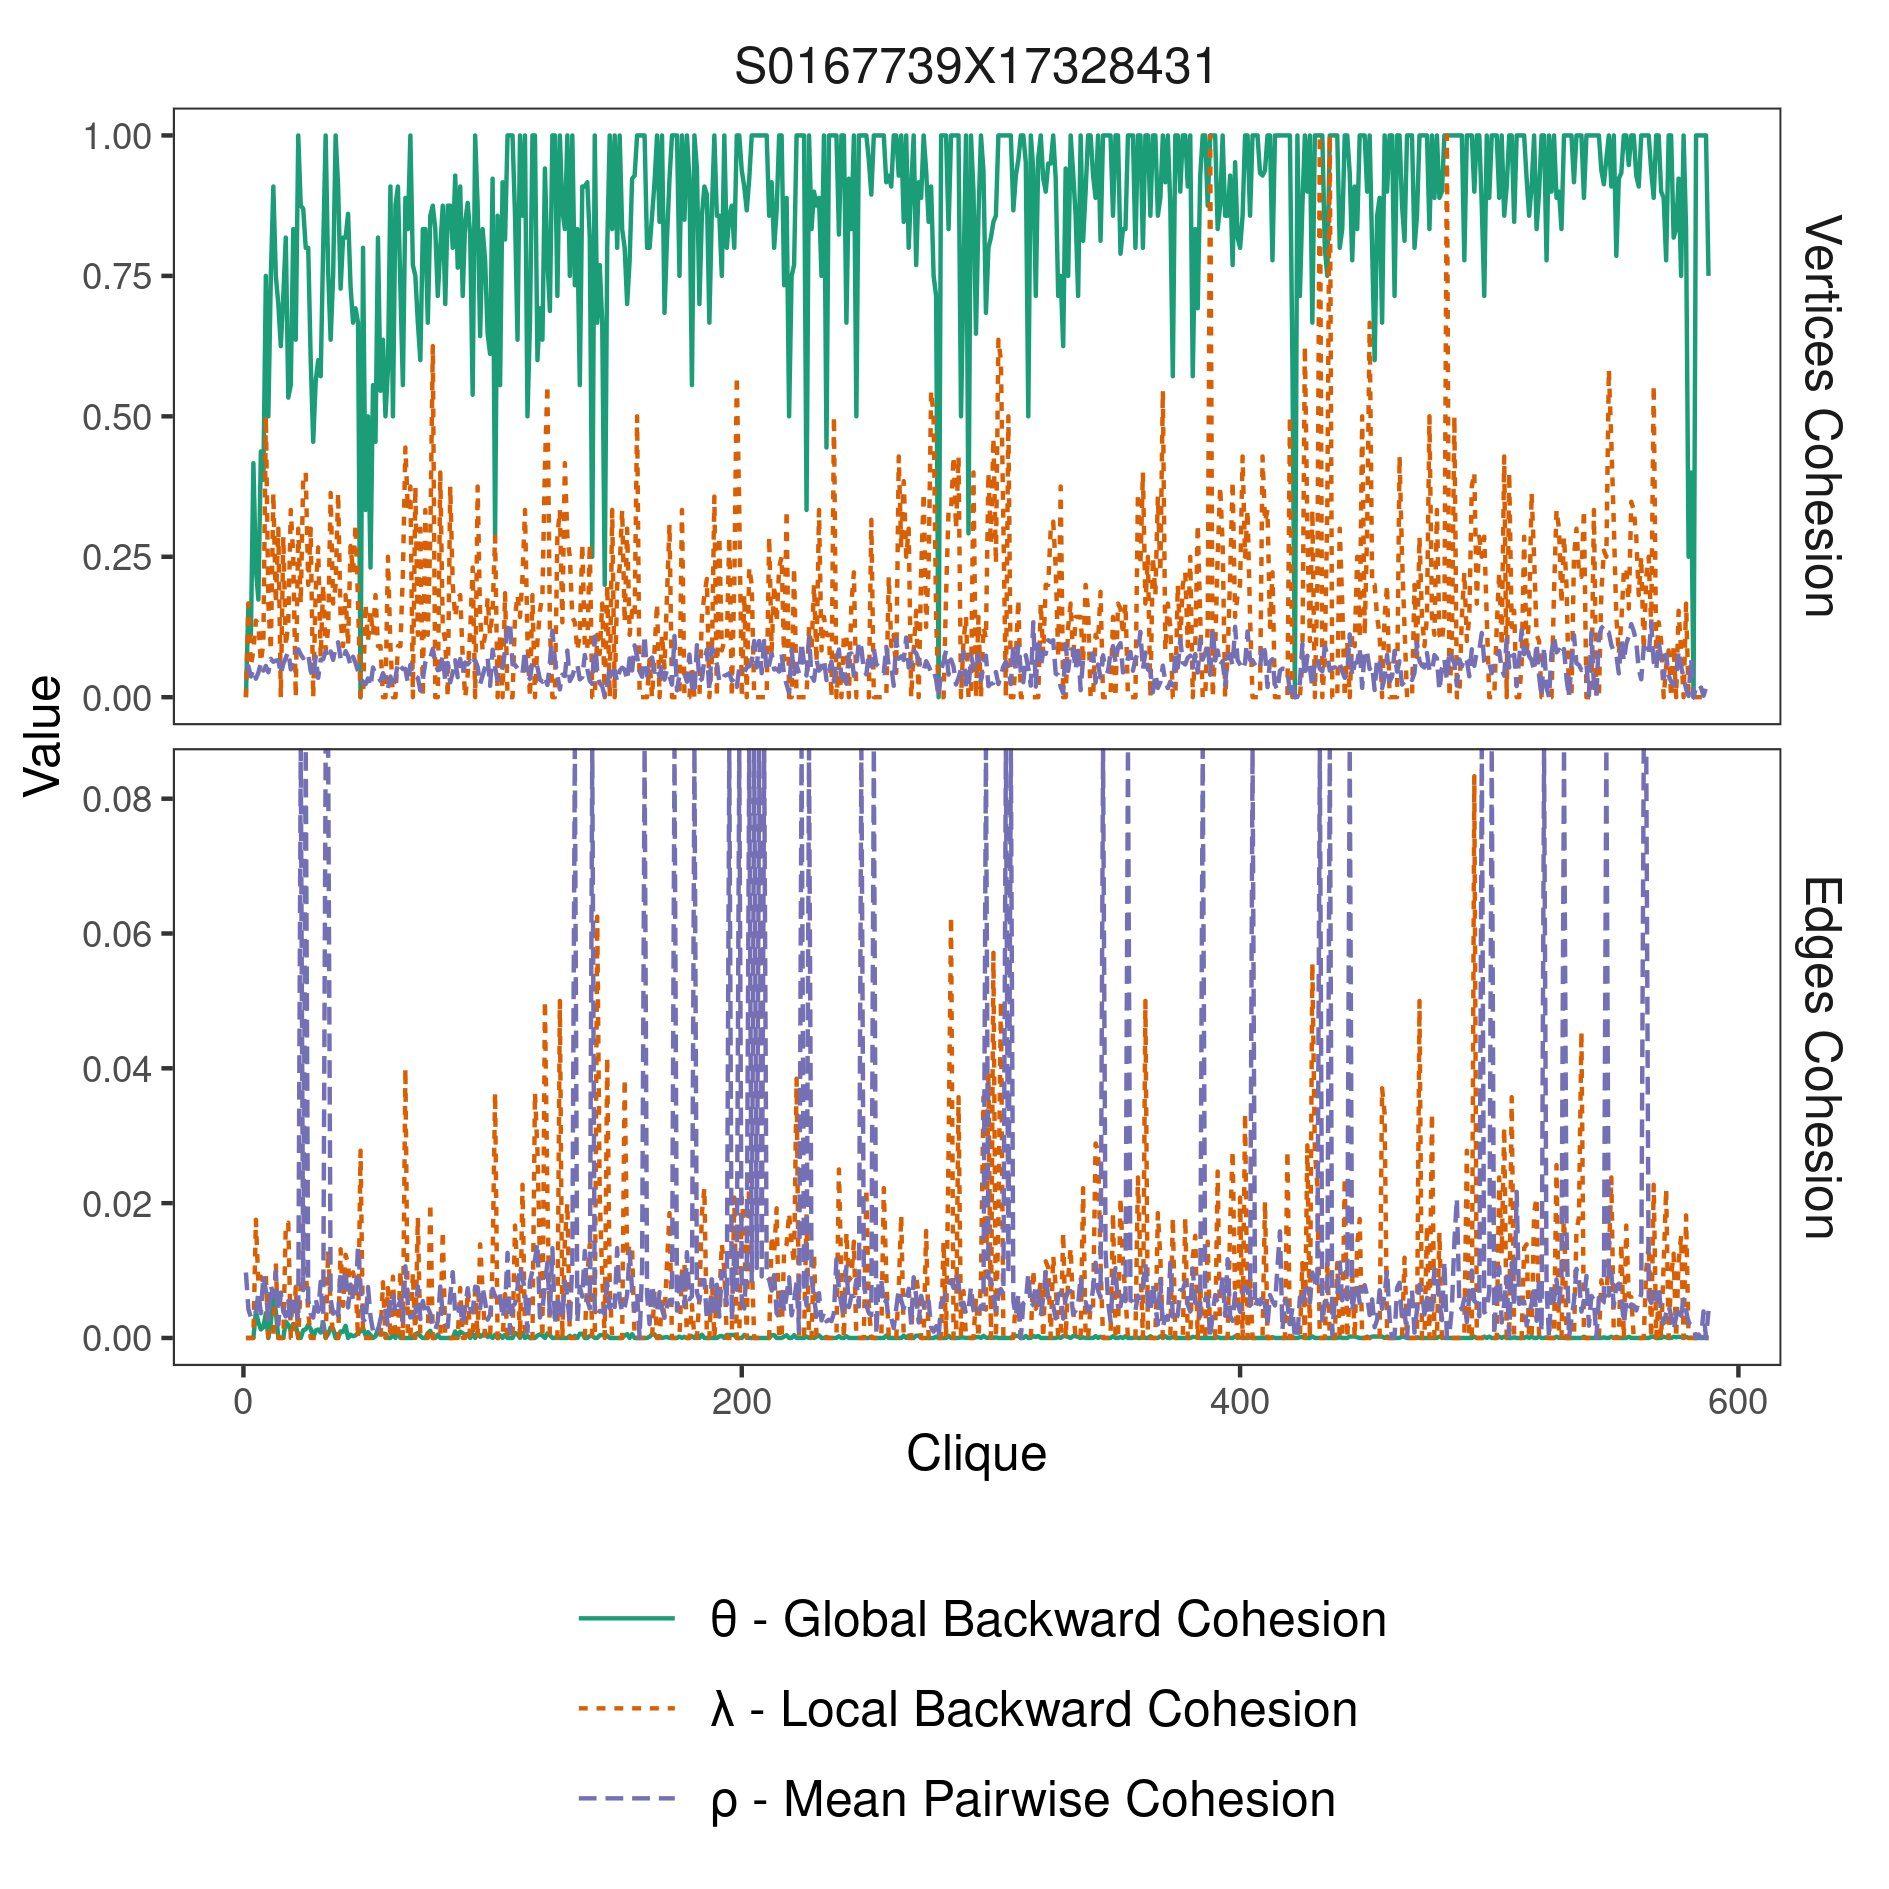 S0167739X17328431
1.00
0.75
0.50
0.25
0.00
Vertices Cohesion
Value
0.08
0.06
0.04
0.02
0.00
Edges Cohesion
0 200 400 600
Clique
θ - Global Backward Cohesion
λ - Local Backward Cohesion
ρ - Mean Pairwise Cohesion